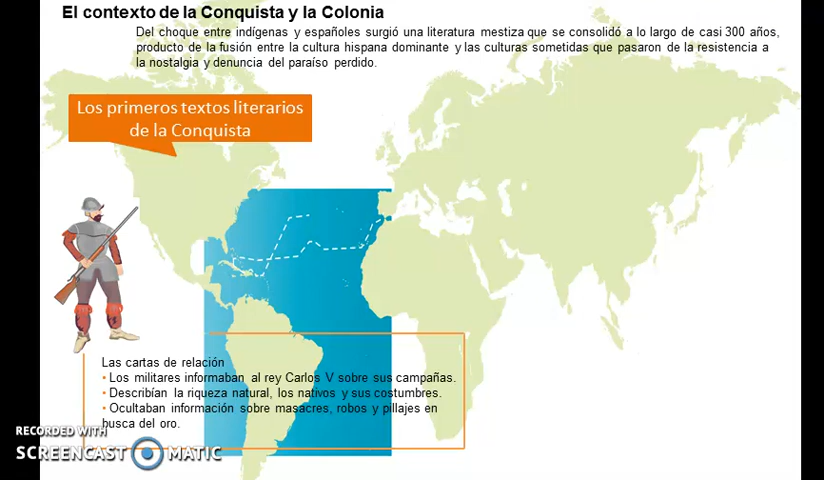 El contexto de la Conquista y la Colonia
Del choque entre indígenas y españoles surgió una literatura mestiza que se consolidó a lo largo de casi 300 años,
producto de la fusión entre la cultura hispana dominante y las culturas sometidas que pasaron de la resistencia a
la nostalgia y denuncia del paraíso perdido.
Los primeros textos literarios
de la Conquista
Las cartas de relación
• Los militares informaban al rey Carlos V sobre sus campañas.
• Describían la riqueza natural, los nativos y sus costumbres.
• Ocultaban información sobre masacres, robos y pillajes en
busca del oro.
RECORDED WITH
SCREENCAST MATIC